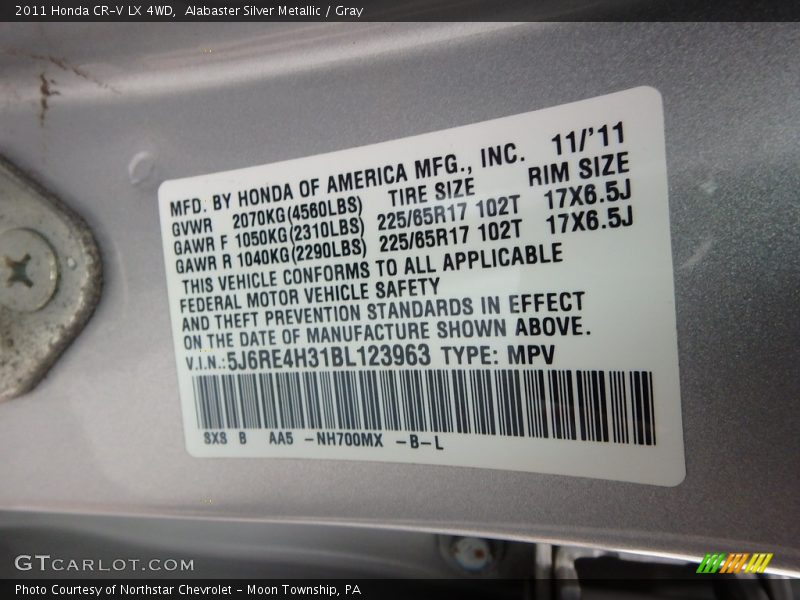 2011 Honda CR-V LX 4WD, Alabaster Silver Metallic / Gray
MFD. BY HONDA OF AMERICA MFG., INC. 11/'11
GVWR 2070KG(4560LBS) TIRE SIZE RIM SIZE
GAWR F 1050KG(2310LBS) 225/65R17 102T 17X6.5J
GAWR R 1040KG(2290LBS) 225/65R17 102T 17X6.5J
THIS VEHICLE CONFORMS TO ALL APPLICABLE
FEDERAL MOTOR VEHICLE SAFETY
AND THEFT PREVENTION STANDARDS IN EFFECT
ON THE DATE OF MANUFACTURE SHOWN ABOVE.
V.I.N.:5J6RE4H31BL123963 TYPE: MPV
SXS B AA5 -NH700MX -B-L
GTCARLOT.COM
Photo Courtesy of Northstar Chevrolet - Moon Township, PA